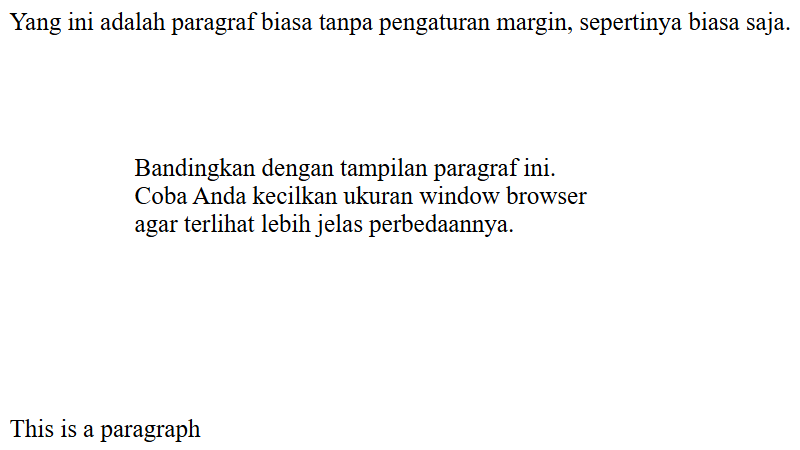 Yang ini adalah paragraf biasa tanpa pengaturan margin, sepertinya biasa saja.
Bandingkan dengan tampilan paragraf ini.
Coba Anda kecilkan ukuran window browser
agar terlihat lebih jelas perbedaannya.
This is a paragraph